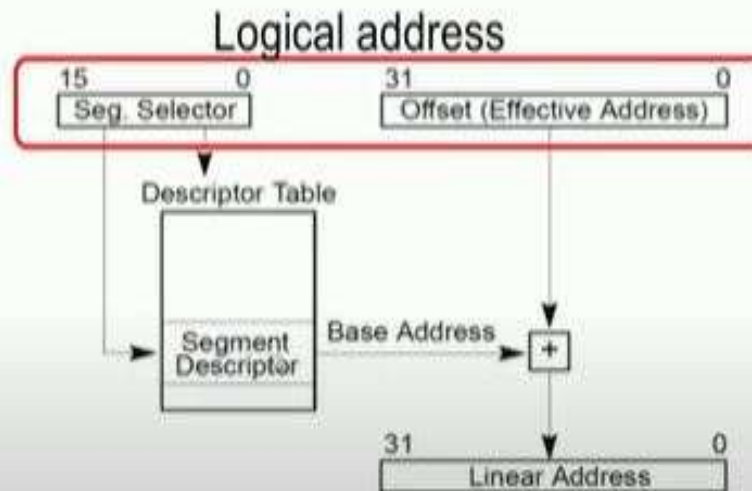 Logical address
15 0 31 0
Seg. Selector Offset (Effective Address)
Descriptor Table
Base Address
Segment
Descriptor
+
31 0
Linear Address